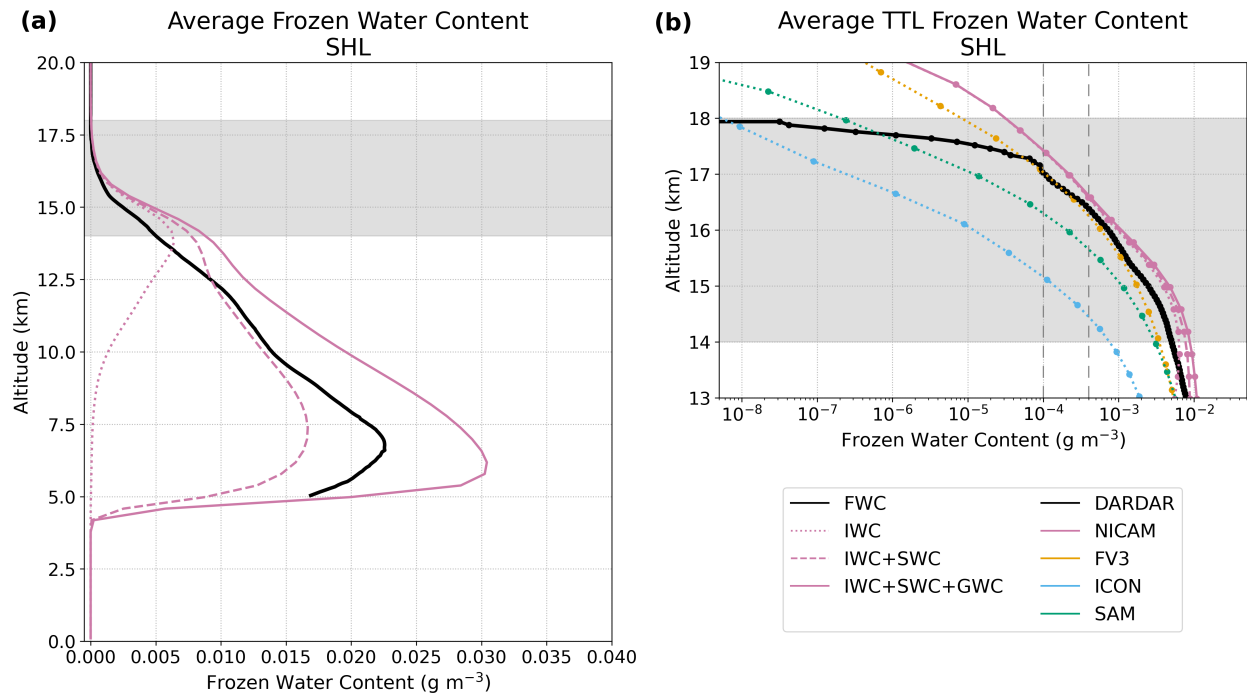 (a)
Average Frozen Water Content
SHL
20.0
17.5
15.0
12.5
10.0
7.5
5.0
2.5
0.0
Altitude (km)
0.000 0.005 0.010 0.015 0.020 0.025 0.030 0.035 0.040
Frozen Water Content (g m⁻³)
(b)
Average TTL Frozen Water Content
SHL
19
18
17
16
15
14
13
Altitude (km)
10⁻⁸ 10⁻⁷ 10⁻⁶ 10⁻⁵ 10⁻⁴ 10⁻³ 10⁻²
Frozen Water Content (g m⁻³)
FWC
IWC
IWC+SWC
IWC+SWC+GWC
DARDAR
NICAM
FV3
ICON
SAM